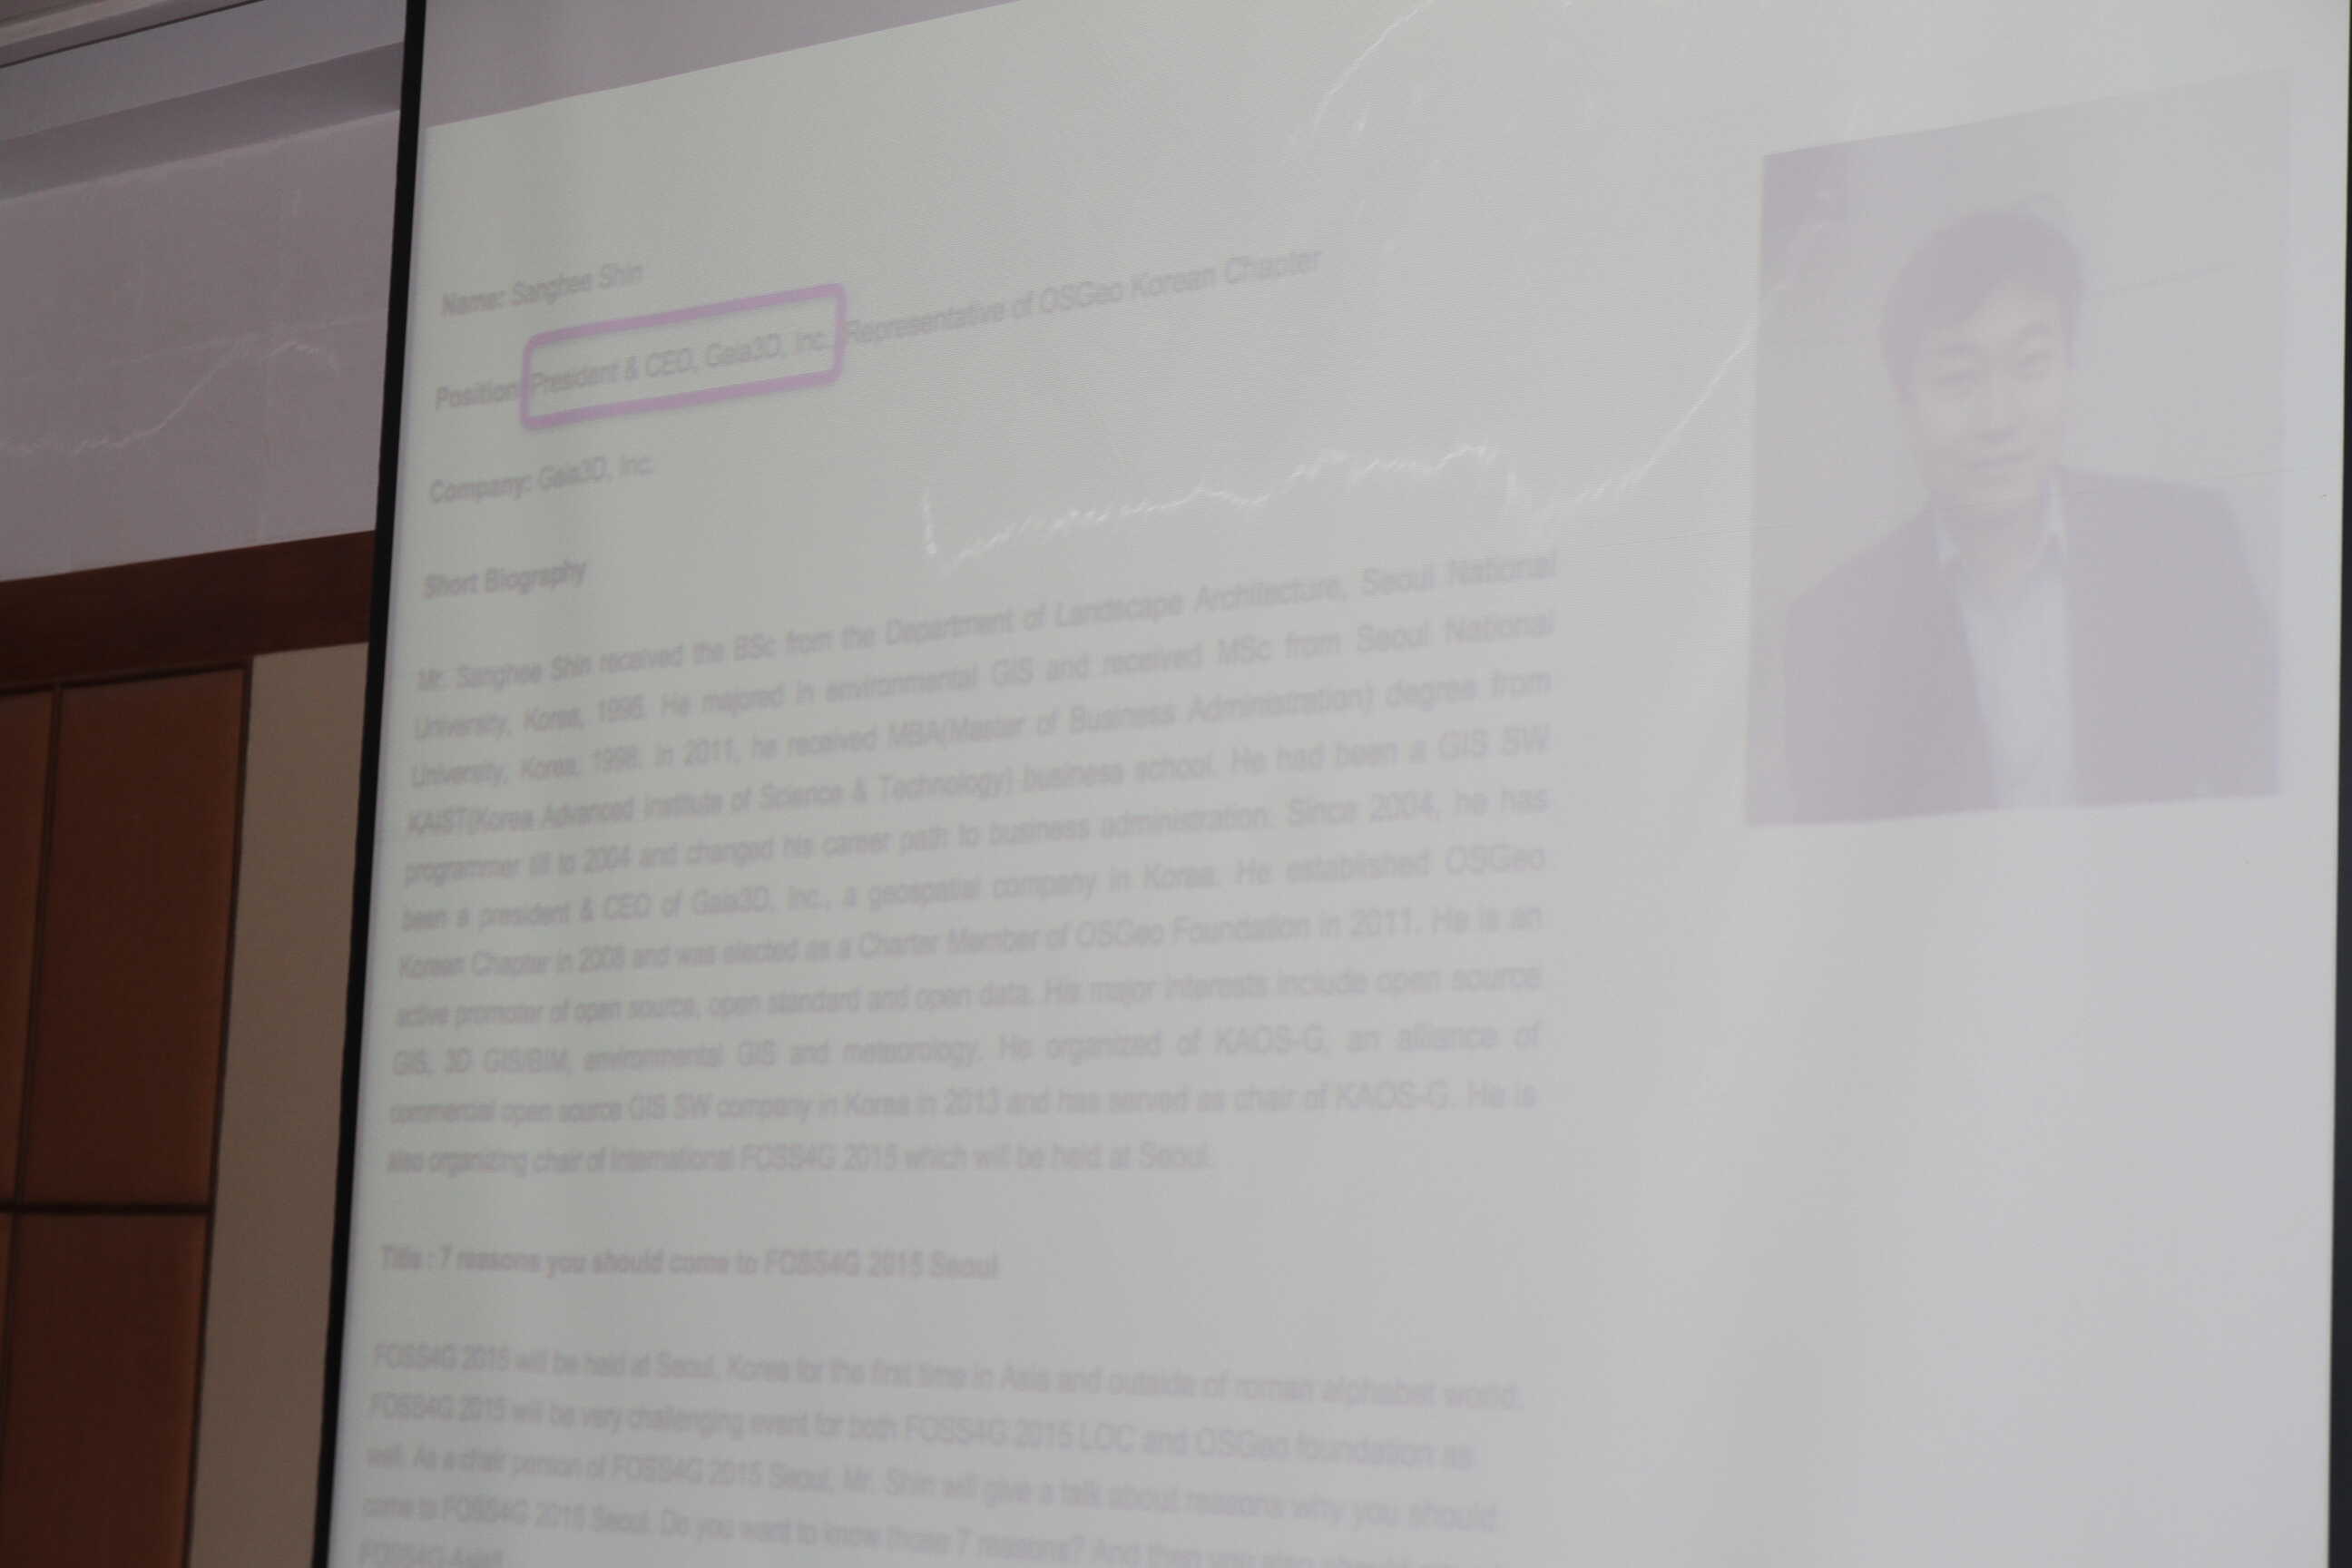 Name: Sanghee Shin
Position: President & CEO, Gaia3D, Inc. Representative of OSGeo Korean Chapter
Company: Gaia3D, Inc.
Short Biography
Mr. Sanghee Shin received the BSc from the Department of Landscape Architecture, Seoul National
University, Korea, 1996. He majored in environmental GIS and received MSc from Seoul National
University, Korea, 1998. In 2011, he received MBA(Master of Business Administration) degree from
KAIST(Korea Advanced Institute of Science & Technology) business school. He had been a GIS SW
programmer till to 2004 and changed his career path to business administration. Since 2004, he has
been a president & CEO of Gaia3D, Inc., a geospatial company in Korea. He established OSGeo
Korean Chapter in 2008 and was elected as a Charter Member of OSGeo Foundation in 2011. He is an
active promoter of open source, open standard and open data. His major interests include open source
GIS, 3D GIS/BIM, environmental GIS and meteorology. He organized of KAOS-G, an alliance of
commercial open source GIS SW company in Korea in 2013 and has served as chair of KAOS-G. He is
also organizing chair of International FOSS4G 2015 which will be held at Seoul.
Title : 7 reasons you should come to FOSS4G 2015 Seoul
FOSS4G 2015 will be held at Seoul, Korea for the first time in Asia and outside of roman alphabet world.
FOSS4G 2015 will be very challenging event for both FOSS4G 2015 LOC and OSGeo foundation as
well. As a chair person of FOSS4G 2015 Seoul, Mr. Shin will give a talk about reasons why you should
come to FOSS4G 2015 Seoul. Do you want to know those 7 reasons? And then you also should